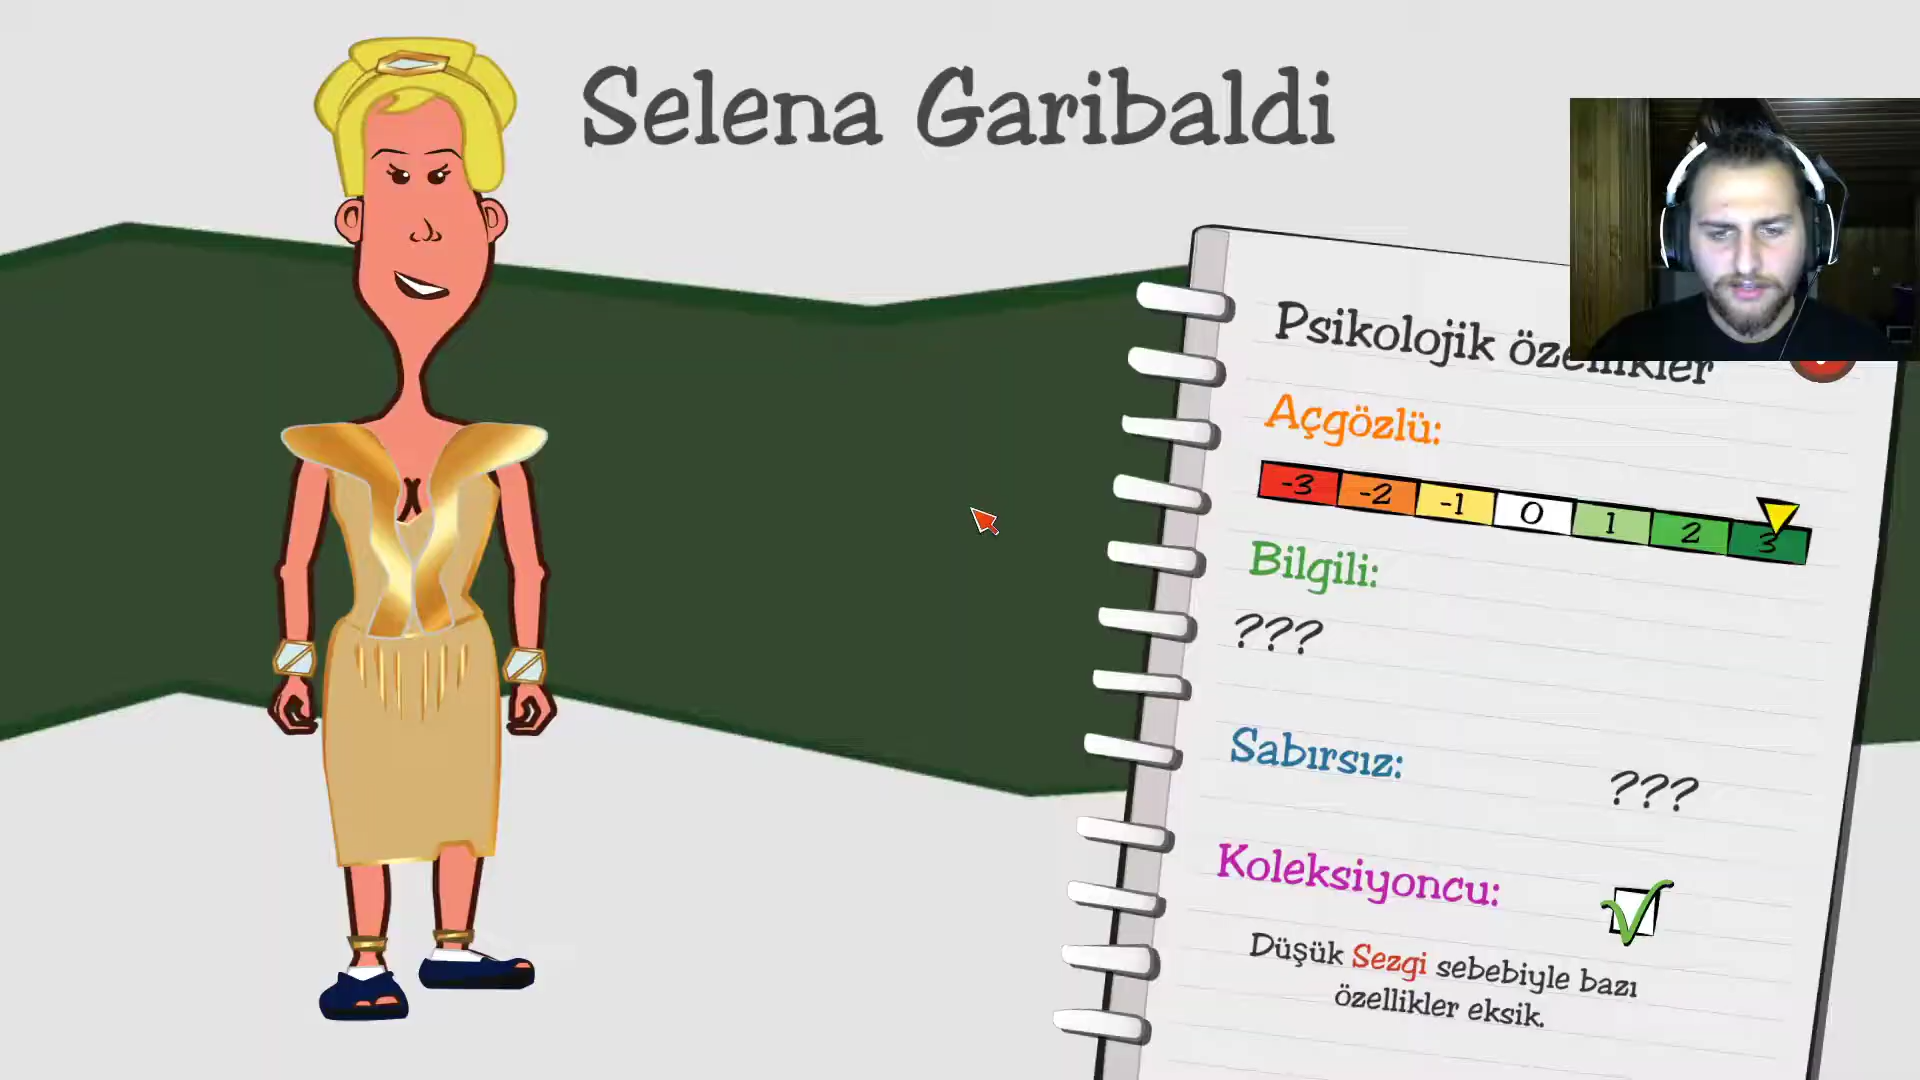 Selena Garibaldi
Psikolojik özellikler
Açgözlü:
-3 -2 -1 0 1 2 3
Bilgili:
???
Sabırsız: ???
Koleksiyoncu:
Düşük Sezgi sebebiyle bazı
özellikler eksik.